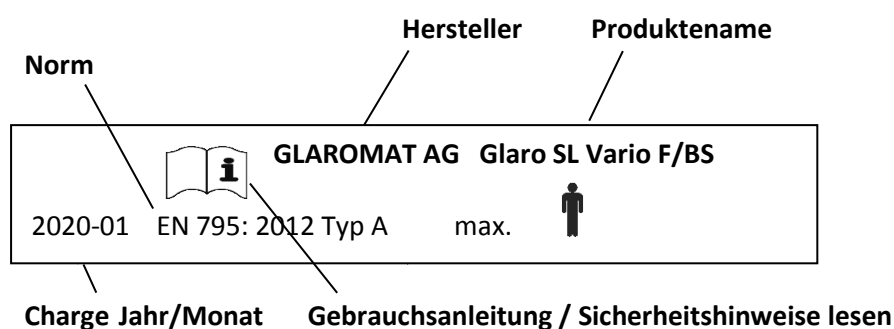 Hersteller Produktename
Norm
GLAROMAT AG Glaro SL Vario F/BS
2020-01 EN 795: 2012 Typ A max.
Charge Jahr/Monat Gebrauchsanleitung / Sicherheitshinweise lesen